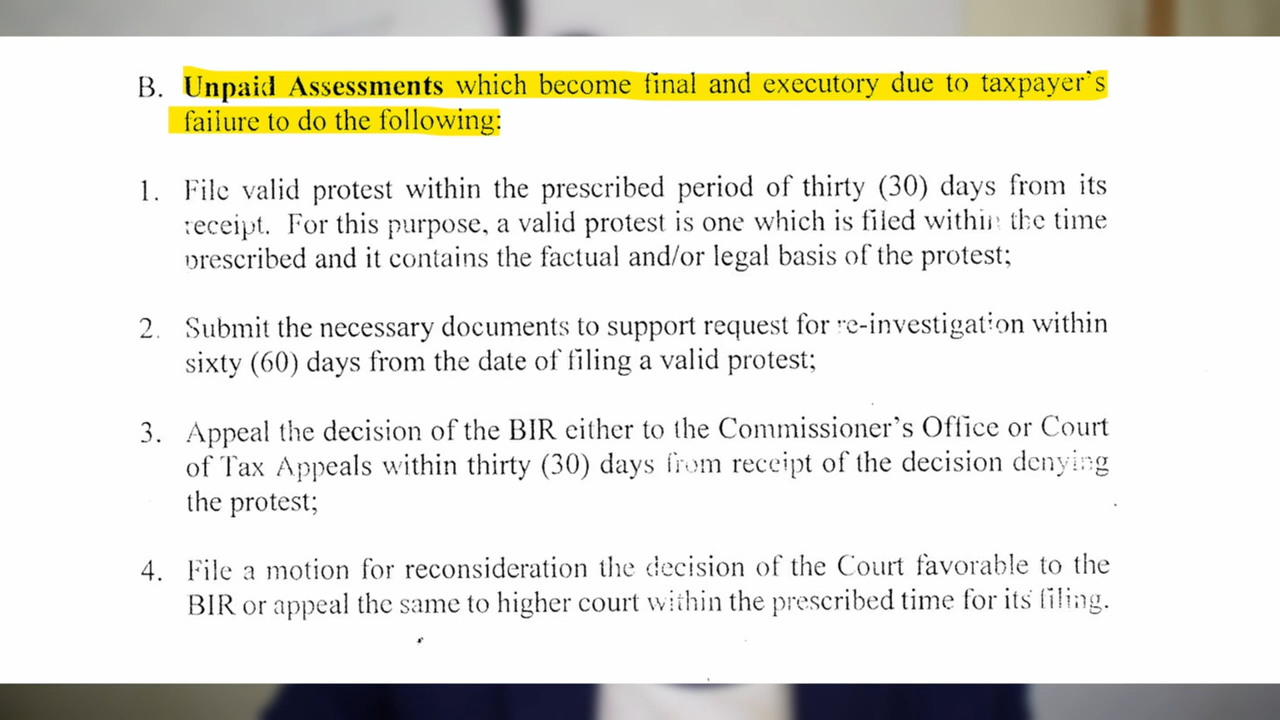 B. Unpaid Assessments which become final and executory due to taxpayer's
failure to do the following:
1. File valid protest within the prescribed period of thirty (30) days from its
receipt. For this purpose, a valid protest is one which is filed within the time
prescribed and it contains the factual and/or legal basis of the protest;
2. Submit the necessary documents to support request for re-investigation within
sixty (60) days from the date of filing a valid protest;
3. Appeal the decision of the BIR either to the Commissioner's Office or Court
of Tax Appeals within thirty (30) days from receipt of the decision denying
the protest;
4. File a motion for reconsideration the decision of the Court favorable to the
BIR or appeal the same to higher court within the prescribed time for its filing.